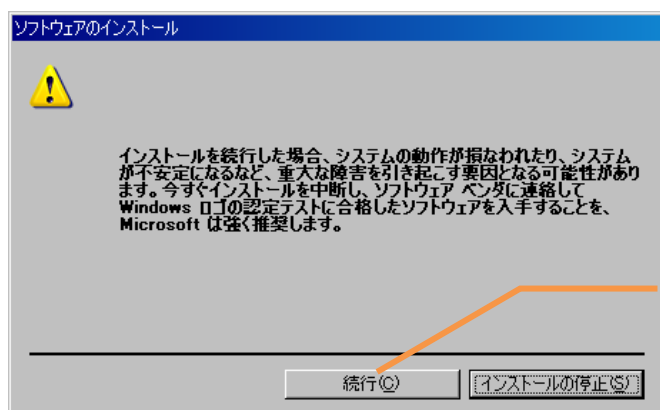 ソフトウェアのインストール
インストールを続行した場合、システムの動作が損なわれたり、システム
が不安定になるなど、重大な障害を引き起こす要因となる可能性があり
ます。今すぐインストールを中断し、ソフトウェア ベンダに連絡して
Windows ロゴの認定テストに合格したソフトウェアを入手することを、
Microsoft は強く推奨します。
続行(C)
インストールの停止(S)